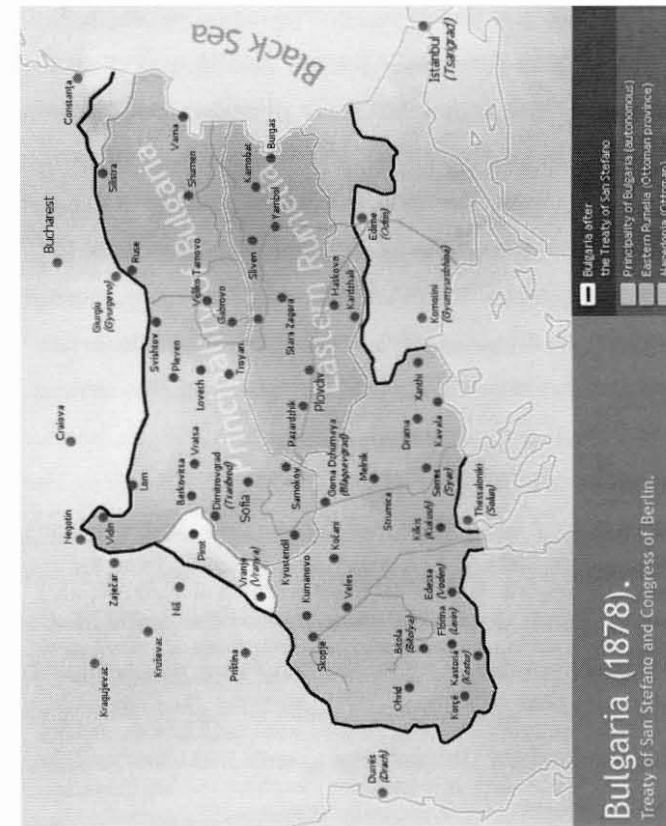 Black Sea
Constanţa
Bucharest
Craiova
Negotin
Zaječar
Kragujevac
Kruševac
Niš
Priština
Giurgiu
(Gyurgevo)
Silistra
Ruse
Varna
Shumen
Svishtov
Pleven
Lom
Vidin
Principality of Bulgaria
Veliko Tarnovo
Gabrovo
Lovech
Troyan
Vratsa
Berkovitsa
Dimitrovgrad
(Tsaribrod)
Pirot
Vranje
(Vranya)
Sofia
Samokov
Kyustendil
Kumanovo
Skopje
Karnobat
Burgas
Yambol
Sliven
Stara Zagora
Eastern Rumelia
Haskovo
Kardzhali
Plovdiv
Pazardzhik
Gorna Dzhumaya
(Blagoevgrad)
Melnik
Kočani
Veles
Strumica
Istanbul
(Tsarigrad)
Edirne
(Odrin)
Komotini
(Gyumyurdzhina)
Xanthi
Drama
Kavala
Serres
(Syar)
Kilkis
(Kukush)
Thessaloniki
(Solun)
Edessa
(Voden)
Bitola
(Bitolya)
Florina
(Lerin)
Kastoria
(Kostur)
Ohrid
Korçë
Durrës
(Drach)
Bulgaria (1878).
Treaty of San Stefano and Congress of Berlin.
Bulgaria after
the Treaty of San Stefano
Principality of Bulgaria (autonomous)
Eastern Rumelia (Ottoman province)